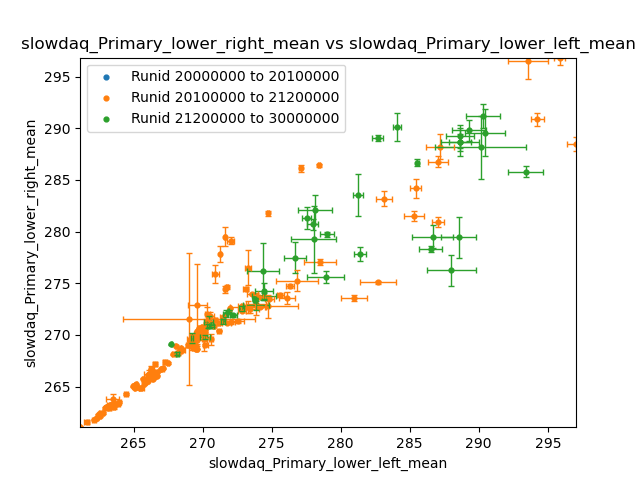 slowdaq_Primary_lower_right_mean vs slowdaq_Primary_lower_left_mean
Runid 20000000 to 20100000
Runid 20100000 to 21200000
Runid 21200000 to 30000000
slowdaq_Primary_lower_right_mean
295
290
285
280
275
270
265
265 270 275 280 285 290 295
slowdaq_Primary_lower_left_mean